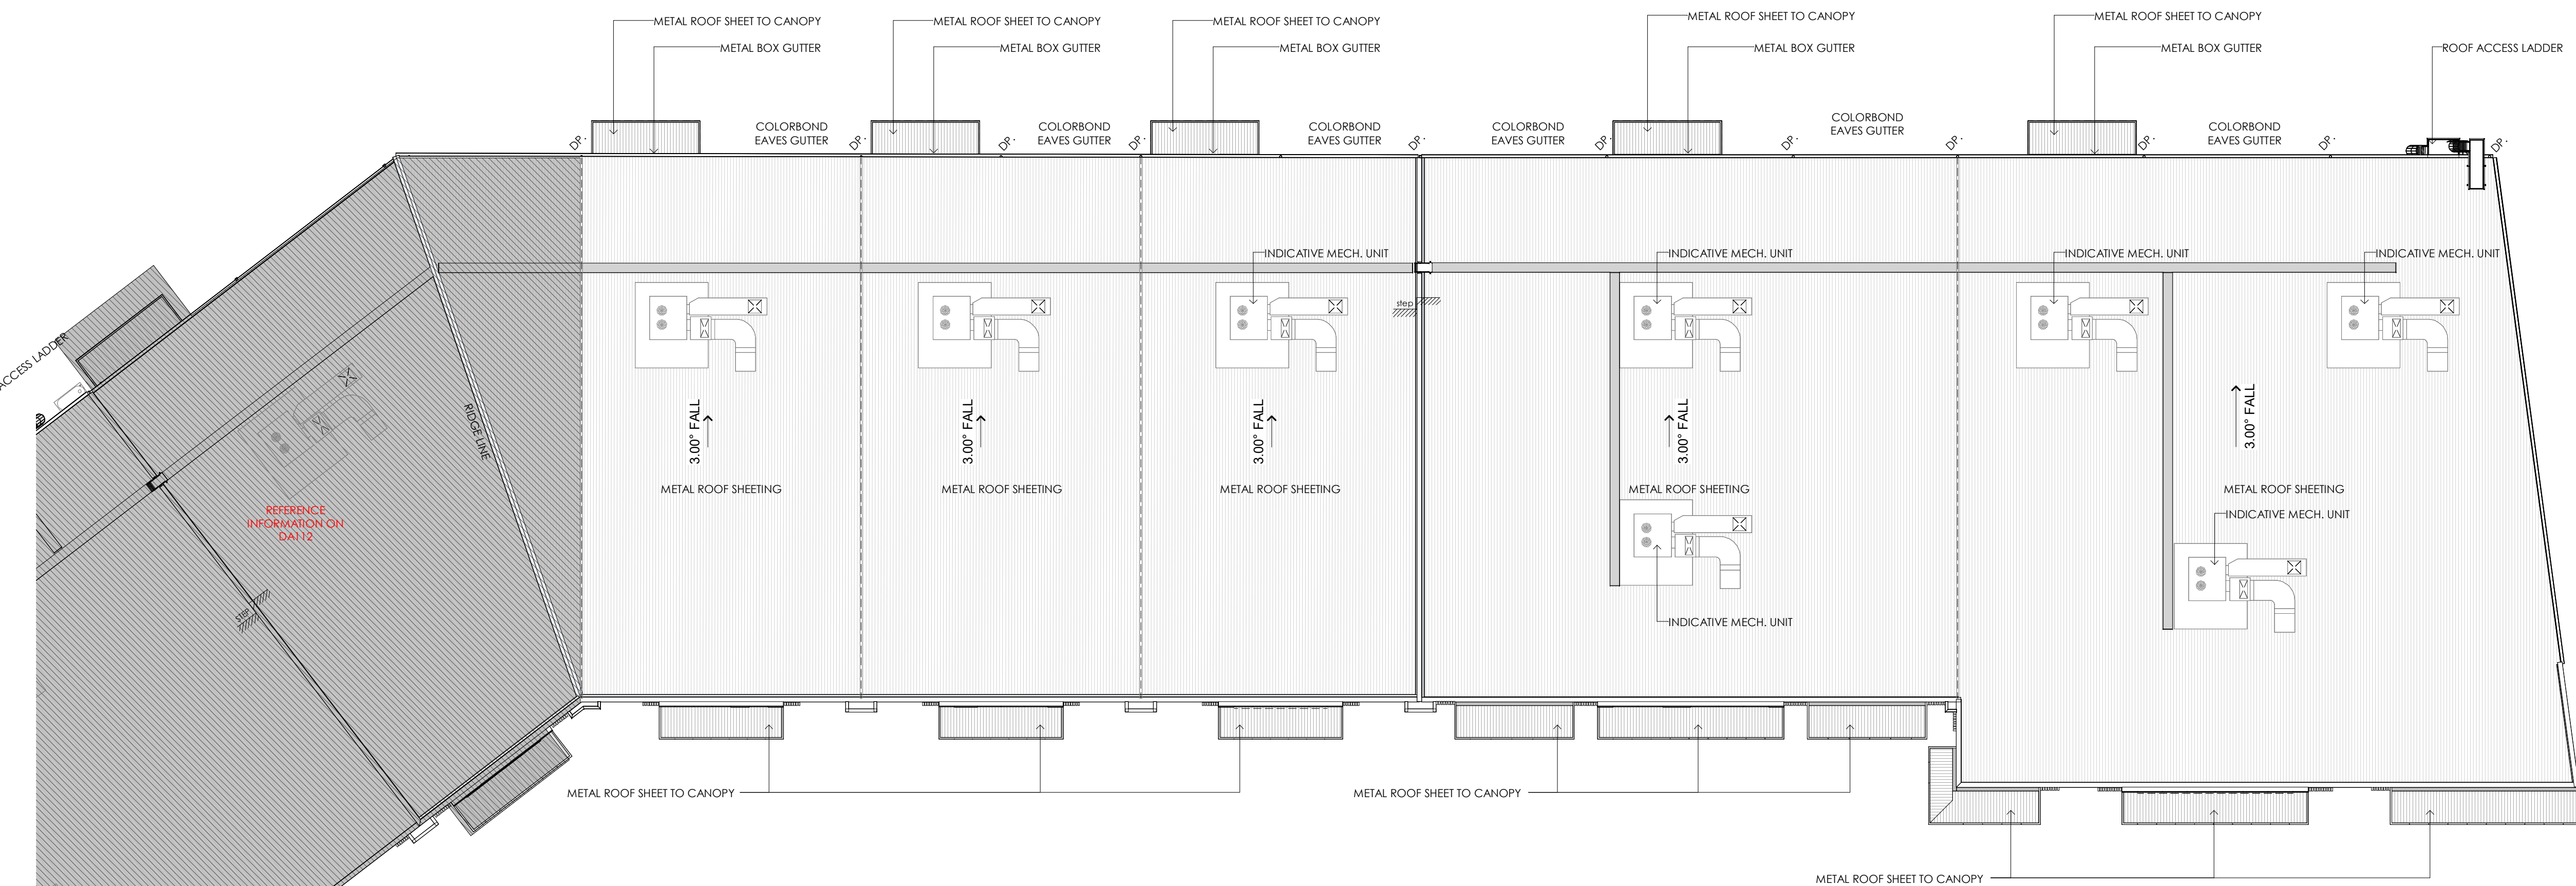 METAL ROOF SHEET TO CANOPY
METAL ROOF SHEET TO CANOPY
METAL ROOF SHEET TO CANOPY
METAL ROOF SHEET TO CANOPY
METAL ROOF SHEET TO CANOPY
METAL BOX GUTTER
METAL BOX GUTTER
METAL BOX GUTTER
METAL BOX GUTTER
METAL BOX GUTTER
ROOF ACCESS LADDER
COLORBOND
EAVES GUTTER
COLORBOND
EAVES GUTTER
COLORBOND
EAVES GUTTER
COLORBOND
EAVES GUTTER
COLORBOND
EAVES GUTTER
COLORBOND
EAVES GUTTER
DP.
DP.
DP.
DP.
DP.
DP.
DP.
DP.
DP.
DP.
DP.
INDICATIVE MECH. UNIT
INDICATIVE MECH. UNIT
INDICATIVE MECH. UNIT
INDICATIVE MECH. UNIT
step
ACCESS LADDER
RIDGE LINE
3.00° FALL
3.00° FALL
3.00° FALL
3.00° FALL
3.00° FALL
METAL ROOF SHEETING
METAL ROOF SHEETING
METAL ROOF SHEETING
METAL ROOF SHEETING
METAL ROOF SHEETING
REFERENCE
INFORMATION ON
DA112
INDICATIVE MECH. UNIT
STEP
INDICATIVE MECH. UNIT
METAL ROOF SHEET TO CANOPY
METAL ROOF SHEET TO CANOPY
METAL ROOF SHEET TO CANOPY